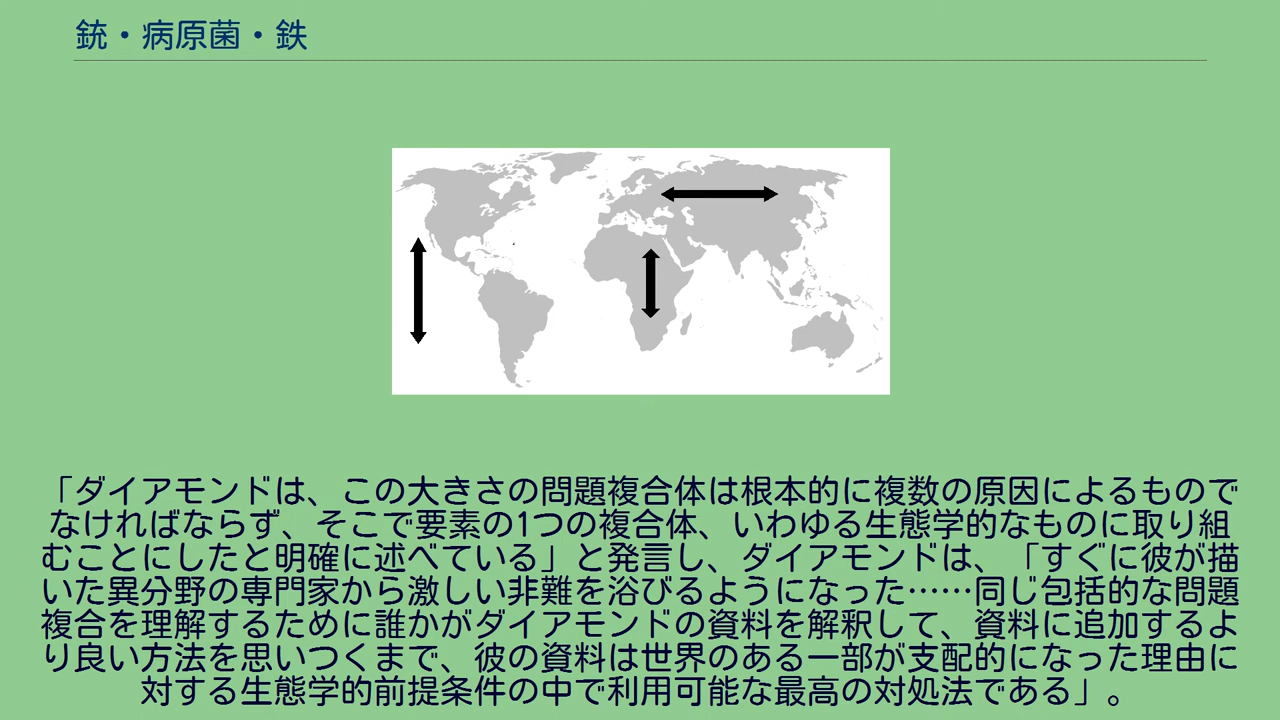 銃・病原菌・鉄
「ダイアモンドは、この大きさの問題複合体は根本的に複数の原因によるもので
なければならず、そこで要素の1つの複合体、いわゆる生態学的なものに取り組
むことにしたと明確に述べている」と発言し、ダイアモンドは、「すぐに彼が描
いた異分野の専門家から激しい非難を浴びるようになった……同じ包括的な問題
複合を理解するために誰かがダイアモンドの資料を解釈して、資料に追加するよ
り良い方法を思いつくまで、彼の資料は世界のある一部が支配的になった理由に
対する生態学的前提条件の中で利用可能な最高の対処法である」。